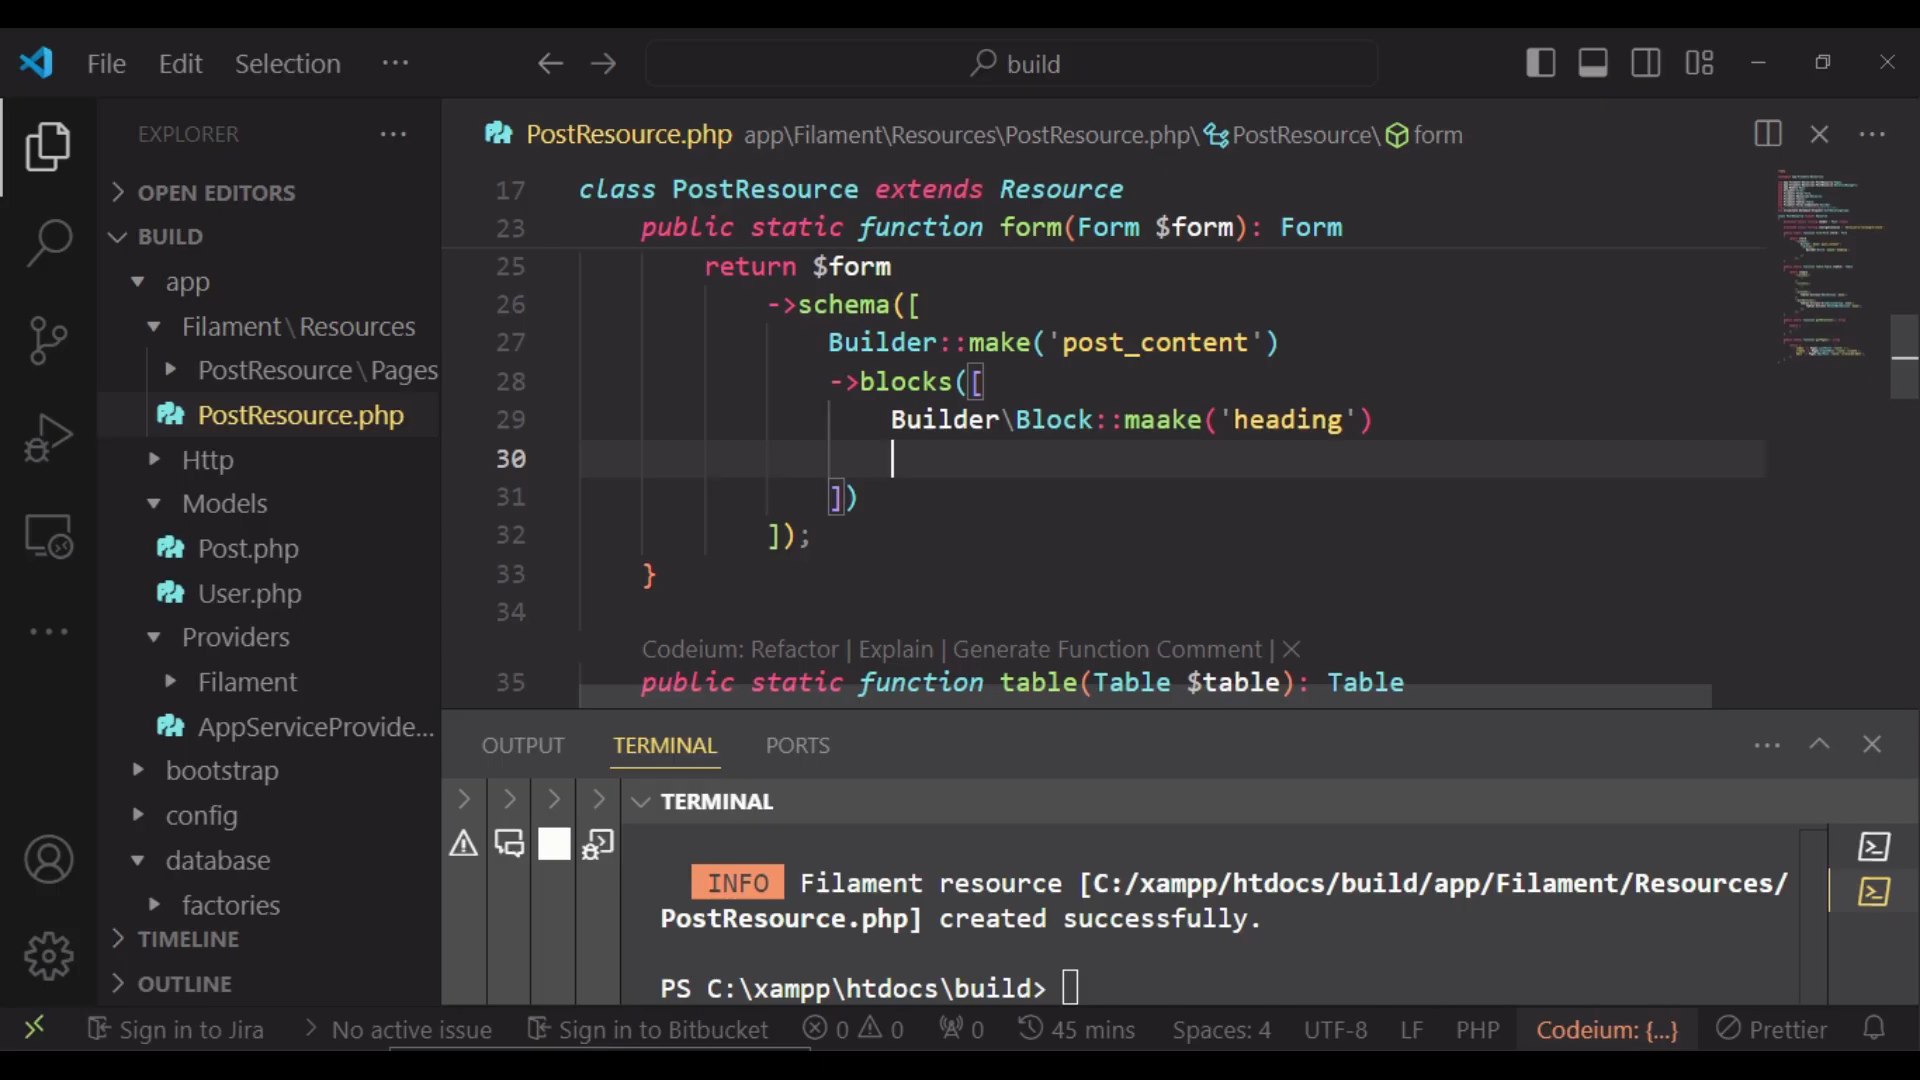 File Edit Selection ··· build
EXPLORER ···
OPEN EDITORS
BUILD
app
Filament\Resources
PostResource\Pages
PostResource.php
Http
Models
Post.php
User.php
Providers
Filament
AppServiceProvide...
bootstrap
config
database
factories
TIMELINE
OUTLINE
PostResource.php app\Filament\Resources\PostResource.php\PostResource\form
17 class PostResource extends Resource
23 public static function form(Form $form): Form
25 return $form
26 ->schema([
27 Builder::make('post_content')
28 ->blocks([
29 Builder\Block::maake('heading')
30
31 ])
32 ]);
33 }
34
Codeium: Refactor | Explain | Generate Function Comment | X
35 public static function table(Table $table): Table
OUTPUT TERMINAL PORTS
TERMINAL
INFO Filament resource [C:/xampp/htdocs/build/app/Filament/Resources/
PostResource.php] created successfully.
PS C:\xampp\htdocs\build>
Sign in to Jira No active issue Sign in to Bitbucket 0 0 0 45 mins Spaces: 4 UTF-8 LF PHP Codeium: {...} Prettier